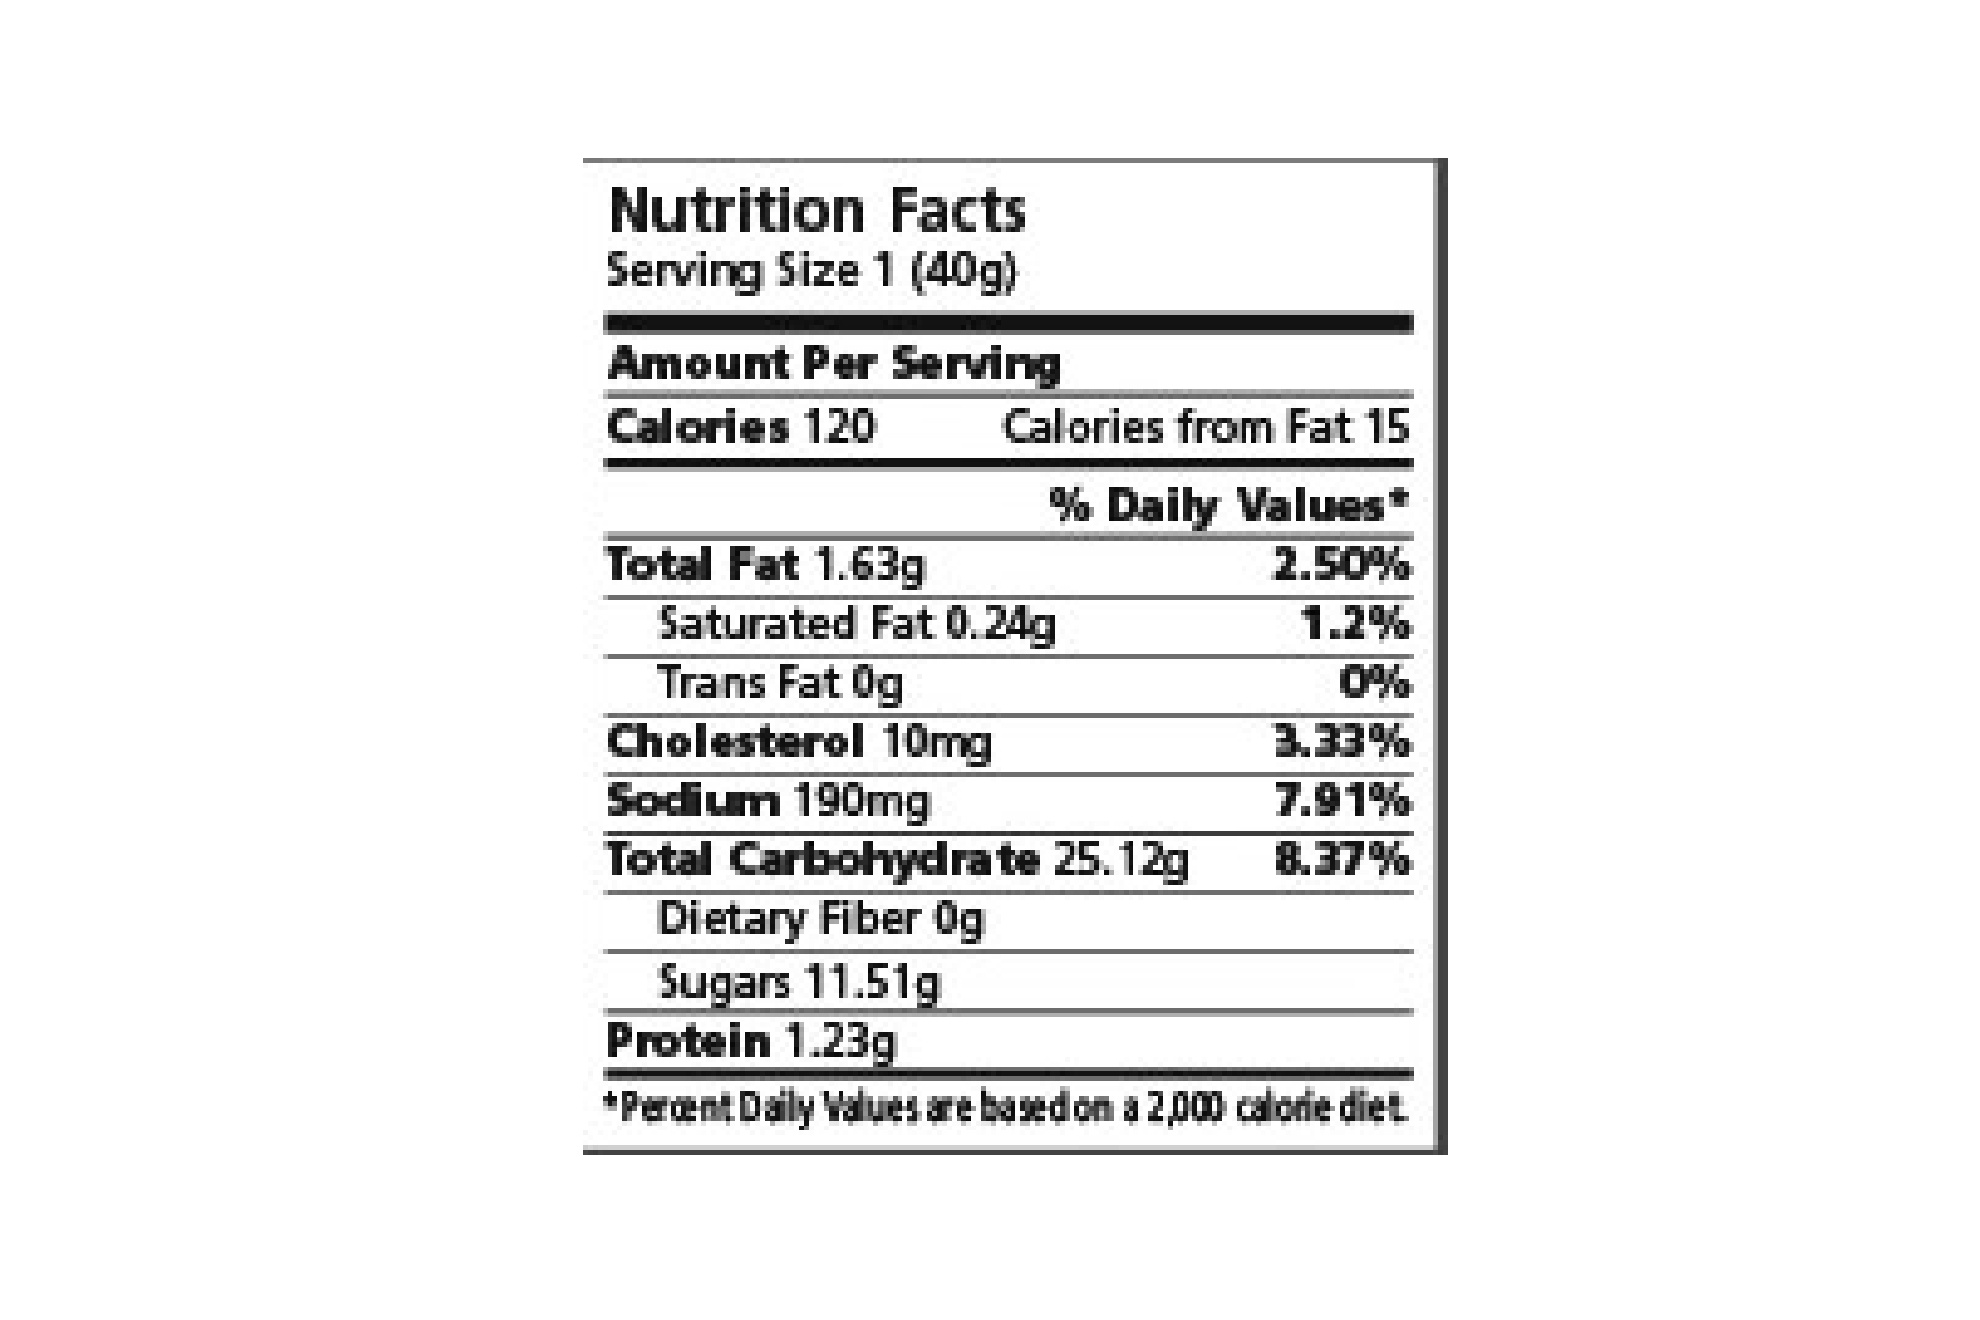 Nutrition Facts
Serving Size 1 (40g)
Amount Per Serving
Calories 120 Calories from Fat 15
% Daily Values*
Total Fat 1.63g 2.50%
Saturated Fat 0.24g 1.2%
Trans Fat 0g 0%
Cholesterol 10mg 3.33%
Sodium 190mg 7.91%
Total Carbohydrate 25.12g 8.37%
Dietary Fiber 0g
Sugars 11.51g
Protein 1.23g
*Percent Daily Values are based on a 2,000 calorie diet.